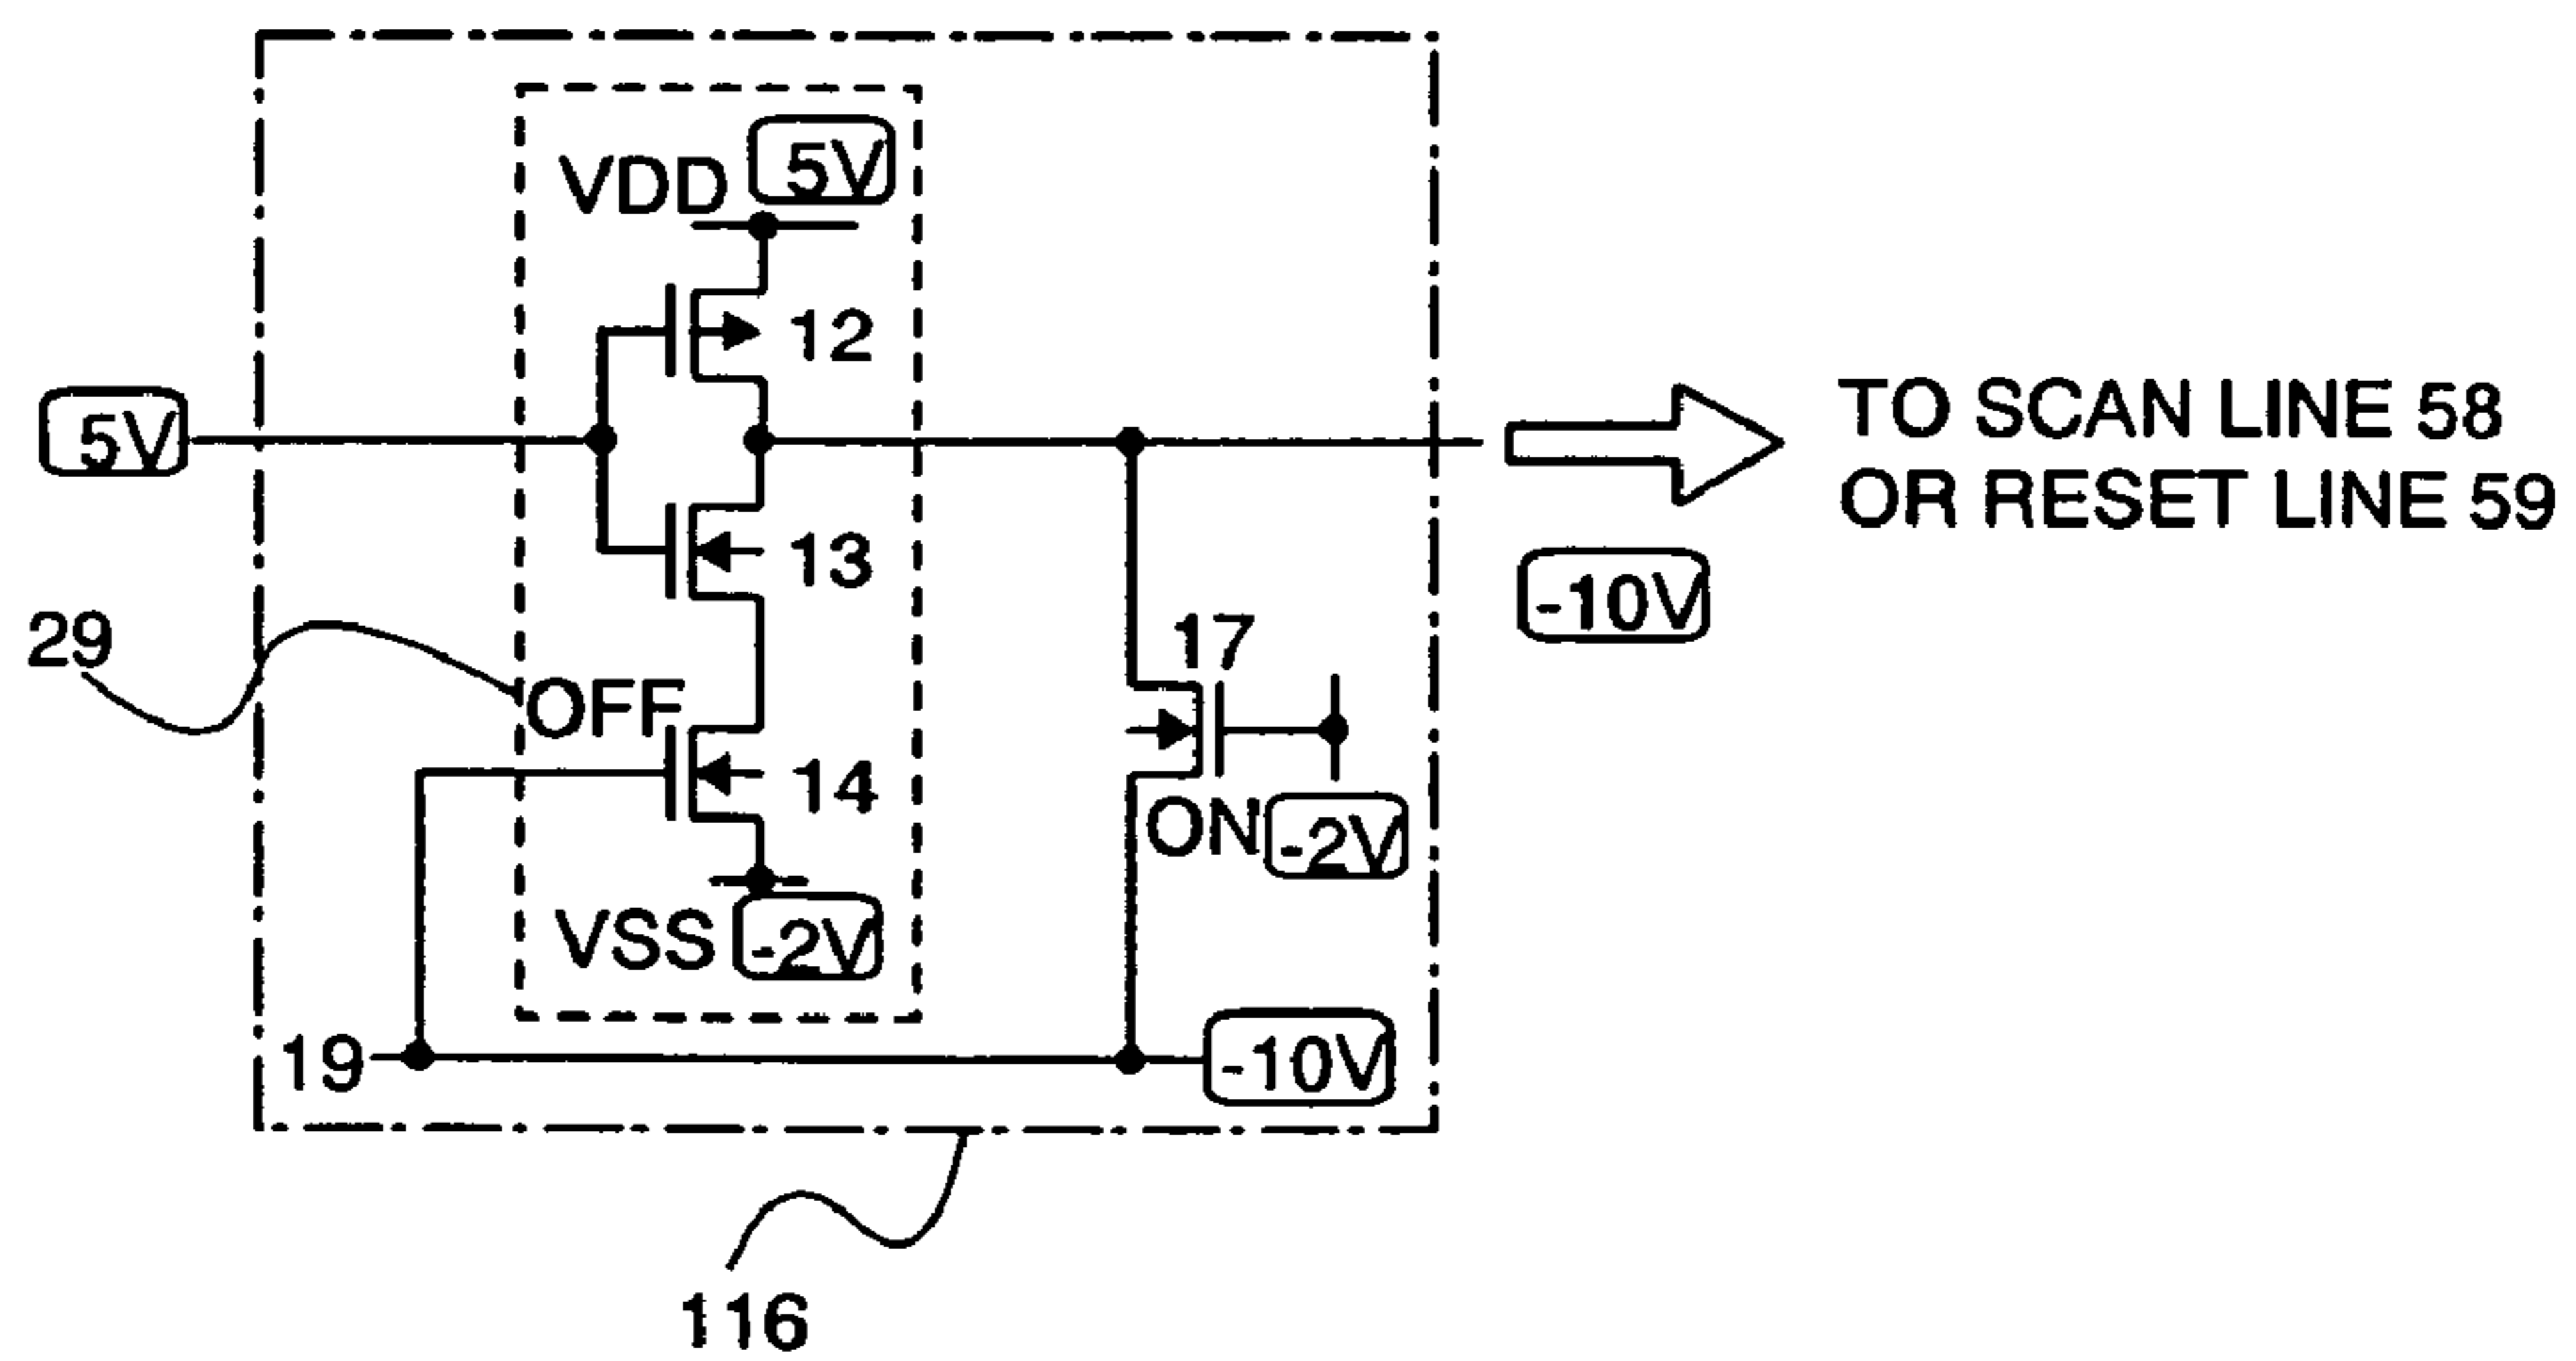 VDD 5V
12
5V
TO SCAN LINE 58
OR RESET LINE 59
13
-10V
29
17
OFF
14
ON -2V
VSS -2V
19
-10V
116